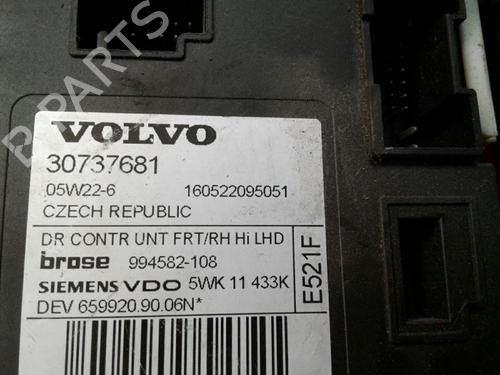 B-PARTS
VOLVO
30737681
05W22-6 160522095051
CZECH REPUBLIC
DR CONTR UNT FRT/RH Hi LHD
brose 994582-108
SIEMENS VDO 5WK 11 433K
DEV 659920.90.06N*
E521F